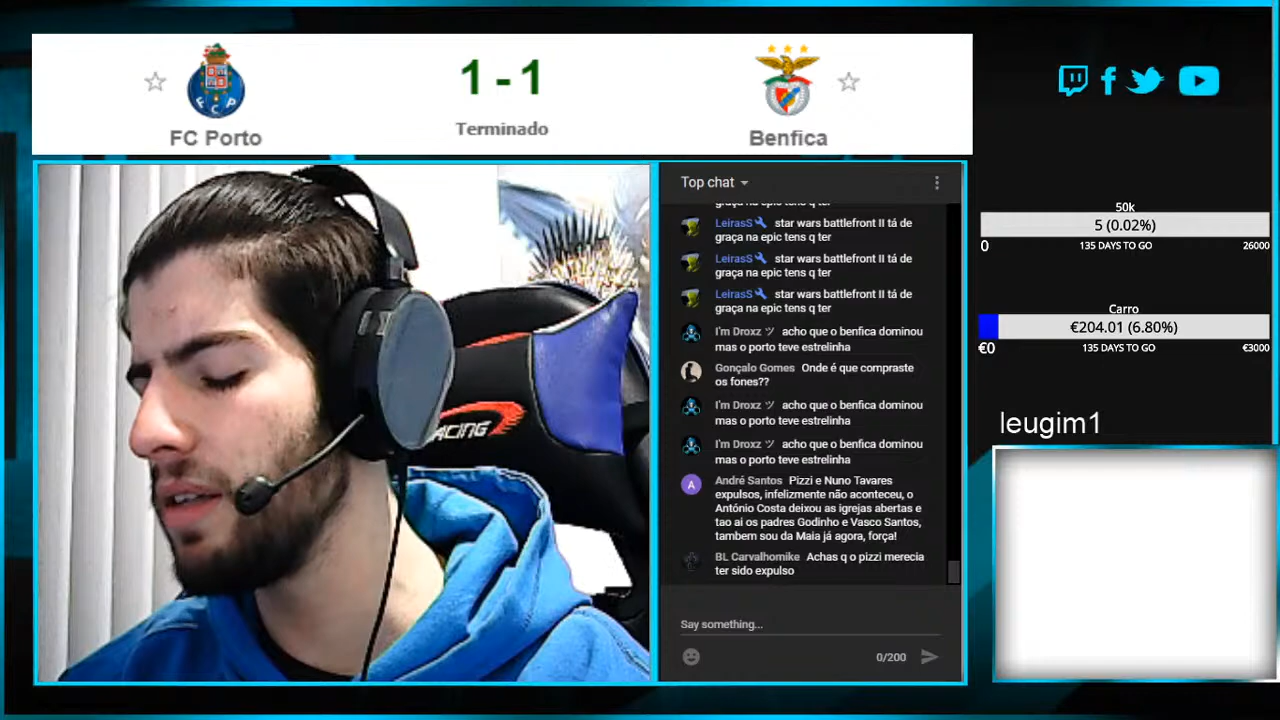 1 - 1
Terminado
FC Porto
Benfica
Top chat
graça na epic tens q ter
LeirasS star wars battlefront II tá de
graça na epic tens q ter
LeirasS star wars battlefront II tá de
graça na epic tens q ter
LeirasS star wars battlefront II tá de
graça na epic tens q ter
I'm Droxz ツ acho que o benfica dominou
mas o porto teve estrelinha
Gonçalo Gomes Onde é que compraste
os fones??
I'm Droxz ツ acho que o benfica dominou
mas o porto teve estrelinha
I'm Droxz ツ acho que o benfica dominou
mas o porto teve estrelinha
A
André Santos Pizzi e Nuno Tavares
expulsos, infelizmente não aconteceu, o
António Costa deixou as igrejas abertas e
tao ai os padres Godinho e Vasco Santos,
tambem sou da Maia já agora, força!
BL Carvalhomike Achas q o pizzi merecia
ter sido expulso
Say something...
0/200
50k
5 (0.02%)
0
135 DAYS TO GO
26000
Carro
€204.01 (6.80%)
€0
135 DAYS TO GO
€3000
leugim1
RACING